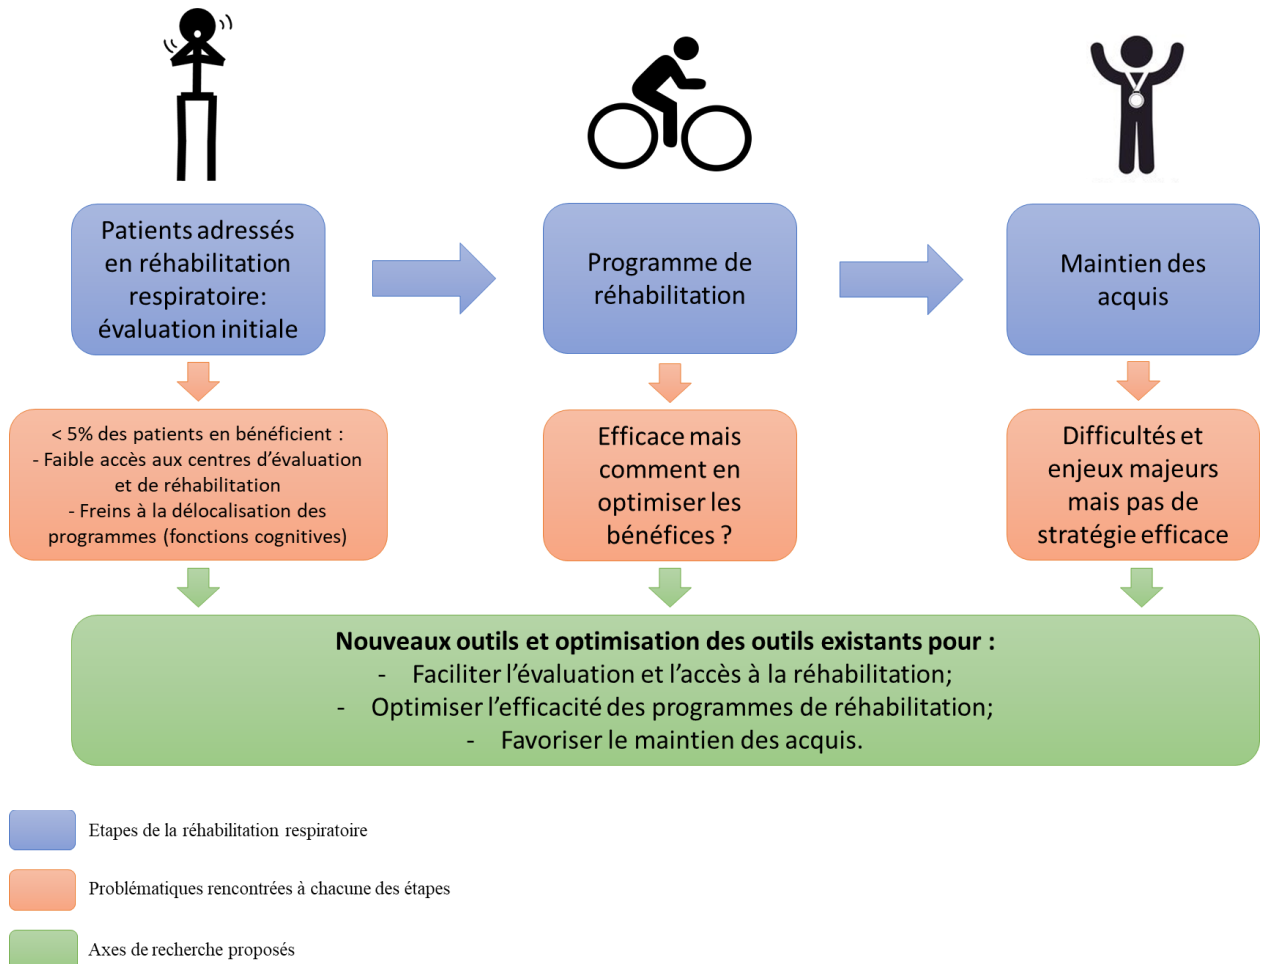 Patients adressés
en réhabilitation
respiratoire:
évaluation initiale
Programme de
réhabilitation
Maintien des
acquis
< 5% des patients en bénéficient :
- Faible accès aux centres d’évaluation
et de réhabilitation
- Freins à la délocalisation des
programmes (fonctions cognitives)
Efficace mais
comment en
optimiser les
bénéfices ?
Difficultés et
enjeux majeurs
mais pas de
stratégie efficace
Nouveaux outils et optimisation des outils existants pour :
- Faciliter l’évaluation et l’accès à la réhabilitation;
- Optimiser l’efficacité des programmes de réhabilitation;
- Favoriser le maintien des acquis.
Etapes de la réhabilitation respiratoire
Problématiques rencontrées à chacune des étapes
Axes de recherche proposés